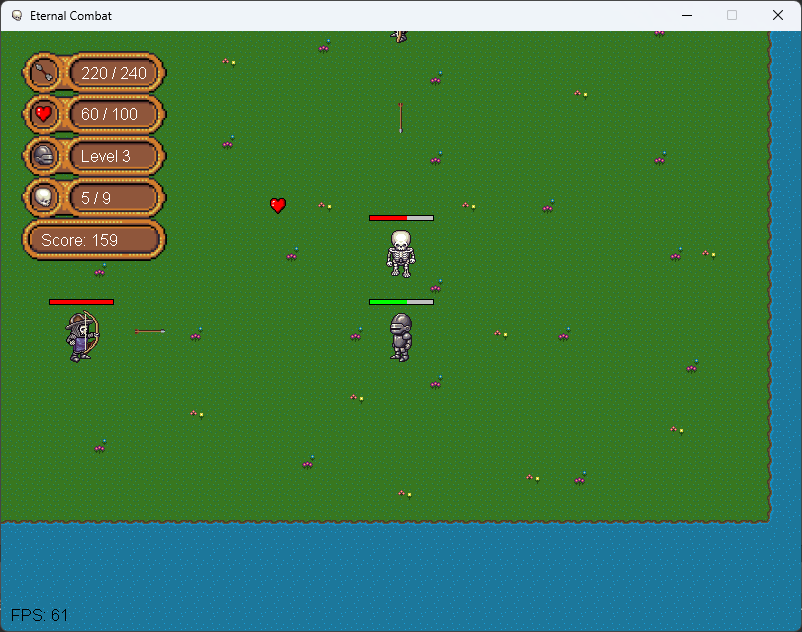 Eternal Combat
220 / 240
60 / 100
Level 3
5 / 9
Score: 159
FPS: 61